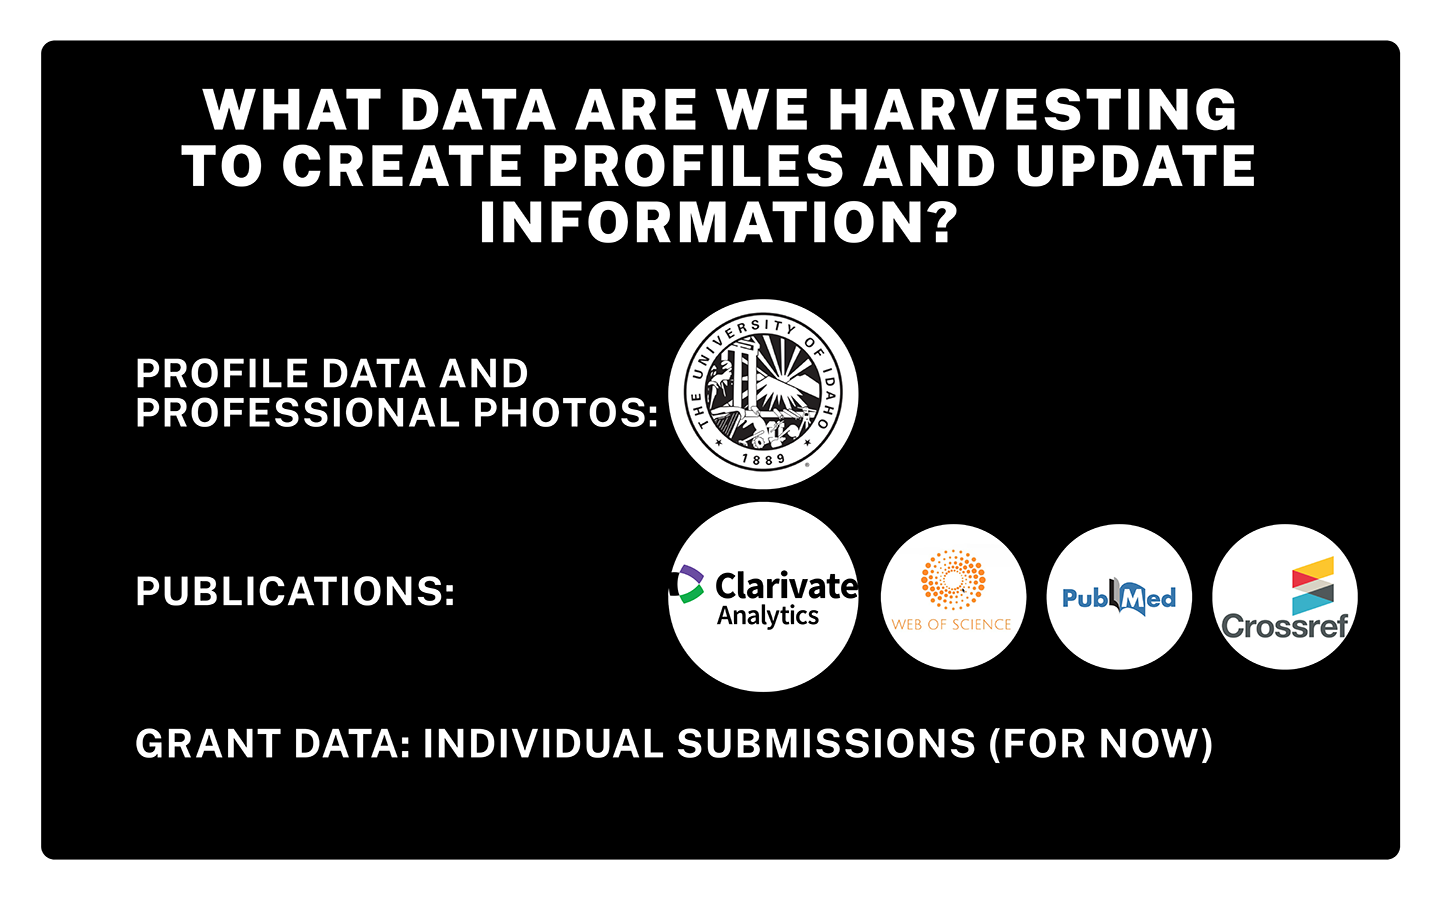 WHAT DATA ARE WE HARVESTING
TO CREATE PROFILES AND UPDATE
INFORMATION?
PROFILE DATA AND
PROFESSIONAL PHOTOS:
THE UNIVERSITY OF IDAHO
1889
PUBLICATIONS:
Clarivate
Analytics
WEB OF SCIENCE
PubMed
Crossref
GRANT DATA: INDIVIDUAL SUBMISSIONS (FOR NOW)